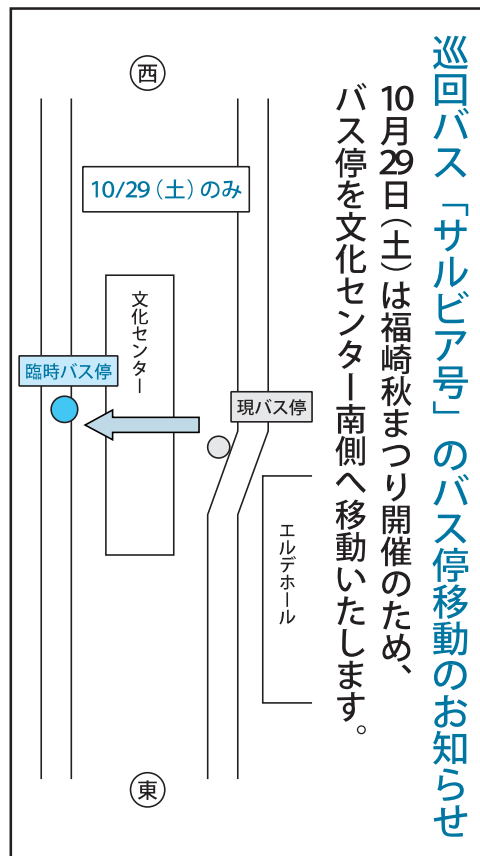 巡回バス「サルビア号」のバス停移動のお知らせ
10月29日(土)は福崎秋まつり開催のため、
バス停を文化センター南側へ移動いたします。
西
10/29(土)のみ
文化センター
臨時バス停
現バス停
エルデホール
東